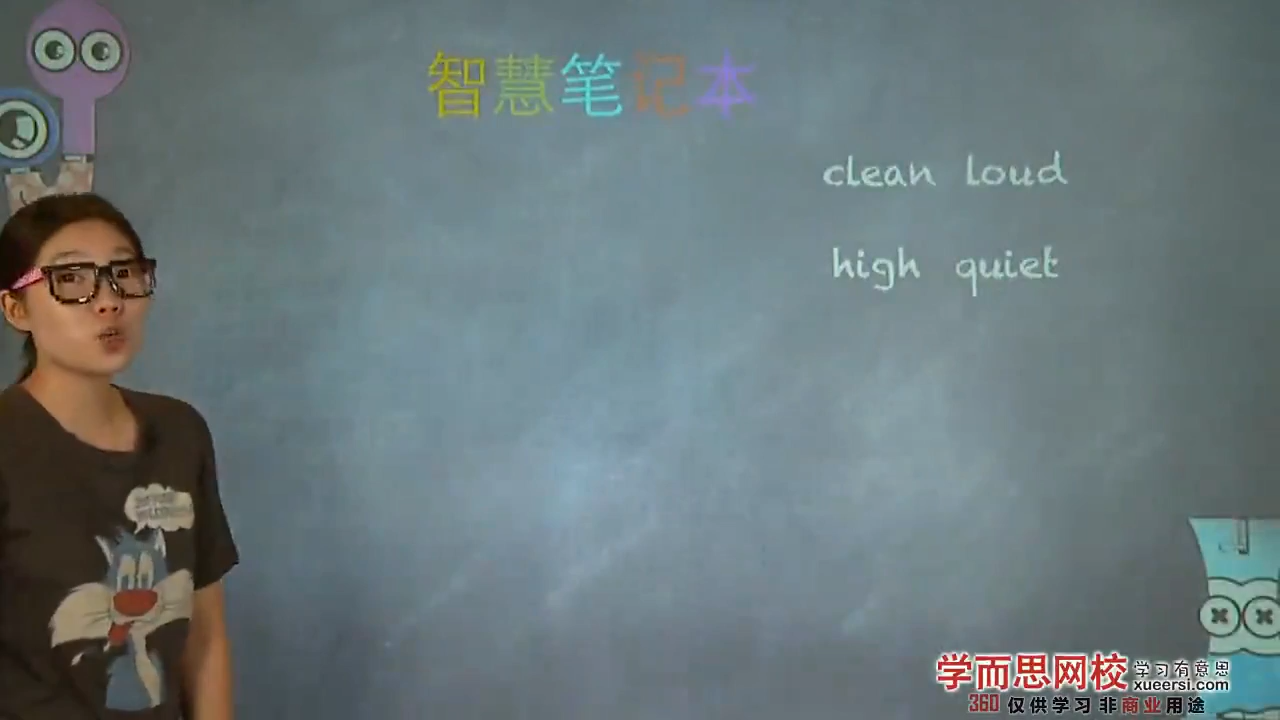 智慧笔记本
clean loud
high quiet
学而思网校 学习有意思
xueersi.com
360 仅供学习 非商业用途